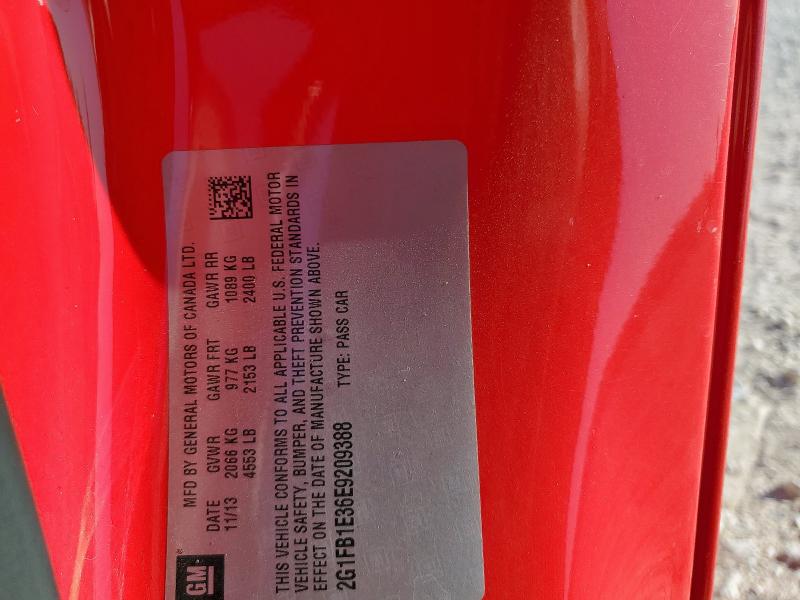 GM
MFD BY GENERAL MOTORS OF CANADA LTD.
DATE GVWR GAWR FRT GAWR RR
11/13 2066 KG 977 KG 1089 KG
4553 LB 2153 LB 2400 LB
THIS VEHICLE CONFORMS TO ALL APPLICABLE U.S. FEDERAL MOTOR
VEHICLE SAFETY, BUMPER, AND THEFT PREVENTION STANDARDS IN
EFFECT ON THE DATE OF MANUFACTURE SHOWN ABOVE.
2G1FB1E36E9209388 TYPE: PASS CAR